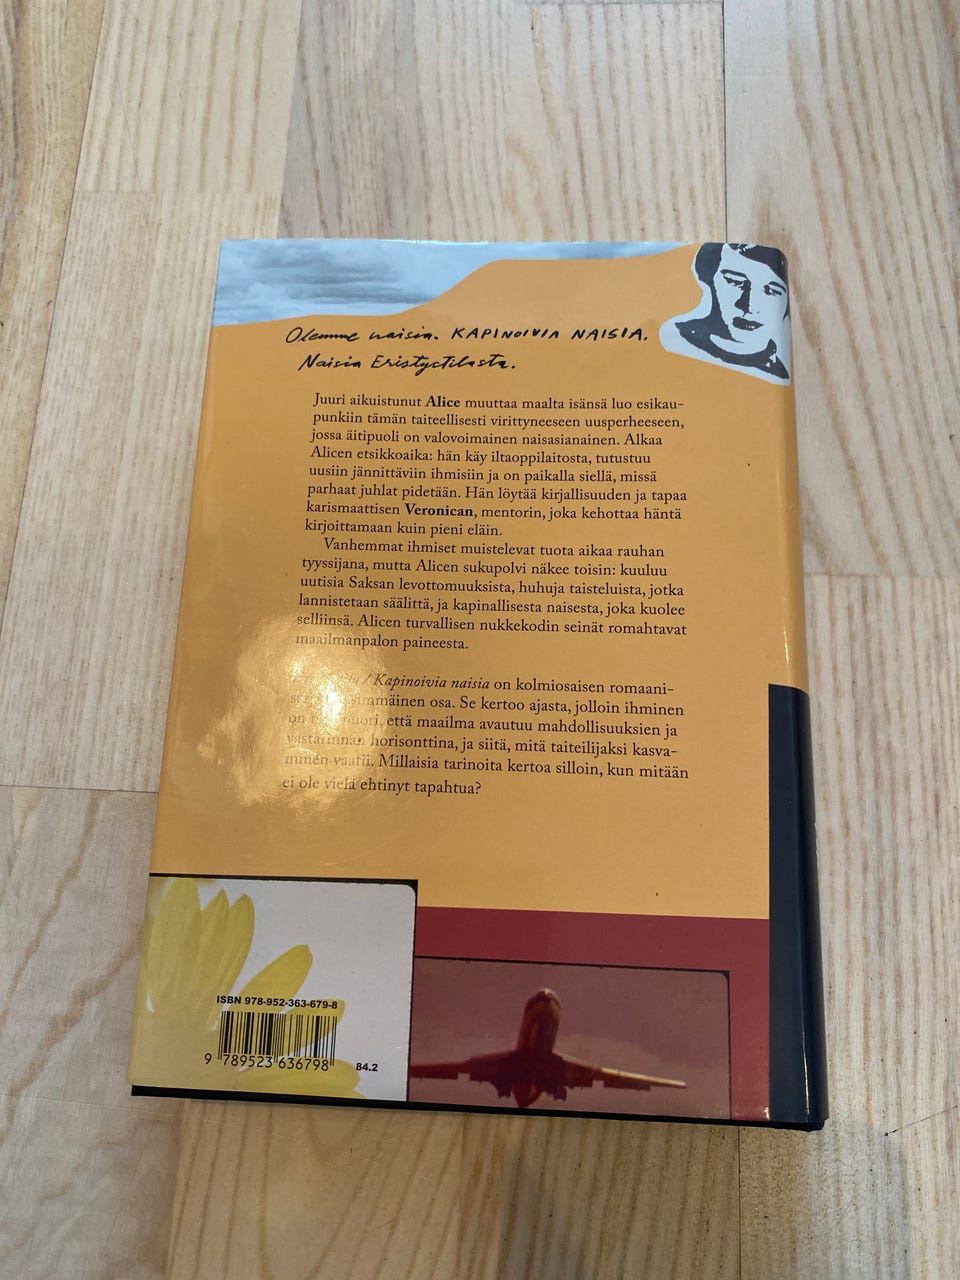 Olemme naisia. KAPINOIVIA NAISIA.
Naisia Eristystilasta.
Juuri aikuistunut Alice muuttaa maalta isänsä luo esikau-
punkiin tämän taiteellisesti virittyneeseen uusperheeseen,
jossa äitipuoli on valovoimainen naisasianainen. Alkaa
Alicen etsikkoaika: hän käy iltaoppilaitosta, tutustuu
uusiin jännittäviin ihmisiin ja on paikalla siellä, missä
parhaat juhlat pidetään. Hän löytää kirjallisuuden ja tapaa
karismaattisen Veronican, mentorin, joka kehottaa häntä
kirjoittamaan kuin pieni eläin.
Vanhemmat ihmiset muistelevat tuota aikaa rauhan
tyyssijana, mutta Alicen sukupolvi näkee toisin: kuuluu
uutisia Saksan levottomuuksista, huhuja taisteluista, jotka
lannistetaan säälittä, ja kapinallisesta naisesta, joka kuolee
selliinsä. Alicen turvallisen nukkekodin seinät romahtavat
maailmanpalon paineesta.
/ Kapinoivia naisia on kolmiosaisen romaani-
ensimmäinen osa. Se kertoo ajasta, jolloin ihminen
on niin nuori, että maailma avautuu mahdollisuuksien ja
vastarinnan horisonttina, ja siitä, mitä taiteilijaksi kasva-
minen vaatii. Millaisia tarinoita kertoa silloin, kun mitään
ei ole vielä ehtinyt tapahtua?
ISBN 978-952-363-679-8
9 789523 636798
84.2